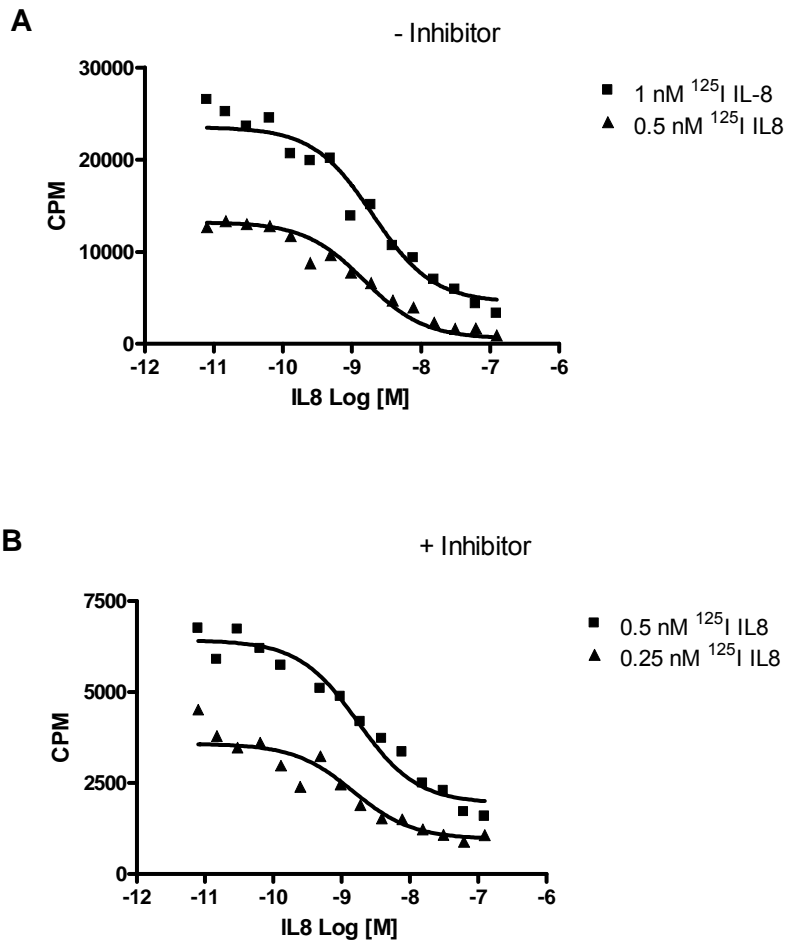 A
- Inhibitor
30000
20000
10000
0
CPM
-12 -11 -10 -9 -8 -7 -6
IL8 Log [M]
1 nM ¹²⁵I IL-8
0.5 nM ¹²⁵I IL8
B
+ Inhibitor
7500
5000
2500
0
CPM
-12 -11 -10 -9 -8 -7 -6
IL8 Log [M]
0.5 nM ¹²⁵I IL8
0.25 nM ¹²⁵I IL8